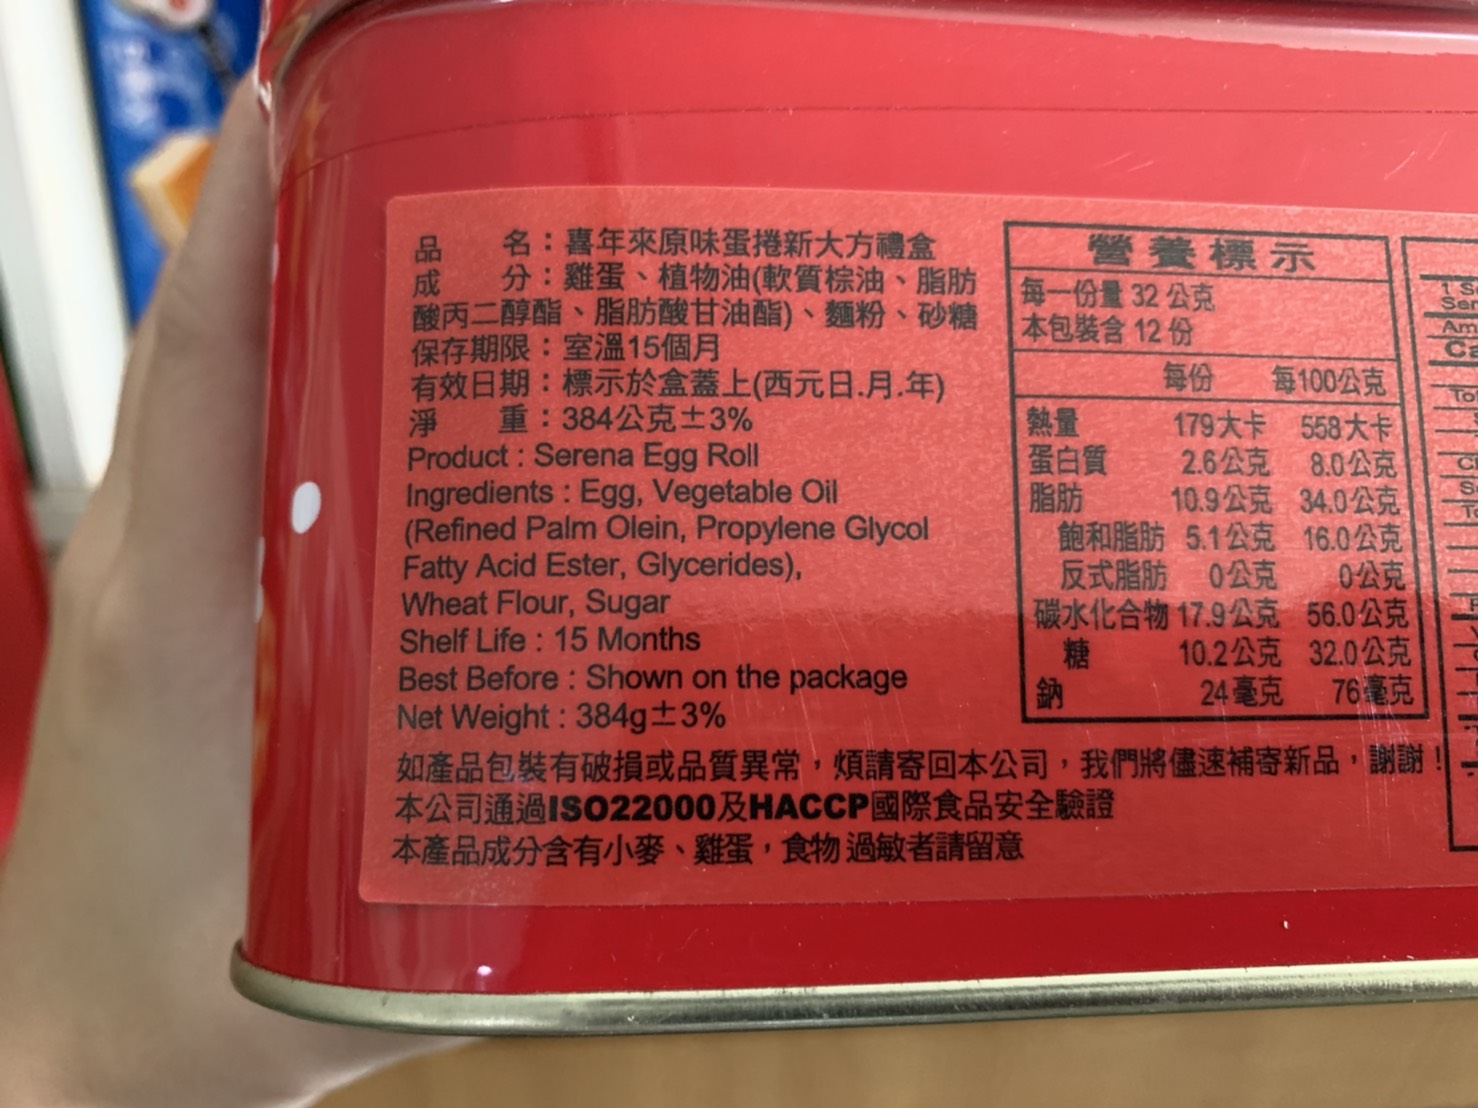 品 名：喜年來原味蛋捲新大方禮盒
成 分：雞蛋、植物油(軟質棕油、脂肪
酸丙二醇酯、脂肪酸甘油酯)、麵粉、砂糖
保存期限：室溫15個月
有效日期：標示於盒蓋上(西元日.月.年)
淨 重：384公克±3%
Product : Serena Egg Roll
Ingredients : Egg, Vegetable Oil
(Refined Palm Olein, Propylene Glycol
Fatty Acid Ester, Glycerides),
Wheat Flour, Sugar
Shelf Life : 15 Months
Best Before : Shown on the package
Net Weight : 384g±3%
如產品包裝有破損或品質異常，煩請寄回本公司，我們將儘速補寄新品，謝謝！
本公司通過ISO22000及HACCP國際食品安全驗證
本產品成分含有小麥、雞蛋，食物過敏者請留意
營養標示
每一份量 32 公克
本包裝含 12 份
每份 每100公克
熱量 179大卡 558大卡
蛋白質 2.6公克 8.0公克
脂肪 10.9公克 34.0公克
飽和脂肪 5.1公克 16.0公克
反式脂肪 0公克 0公克
碳水化合物 17.9公克 56.0公克
糖 10.2公克 32.0公克
鈉 24毫克 76毫克